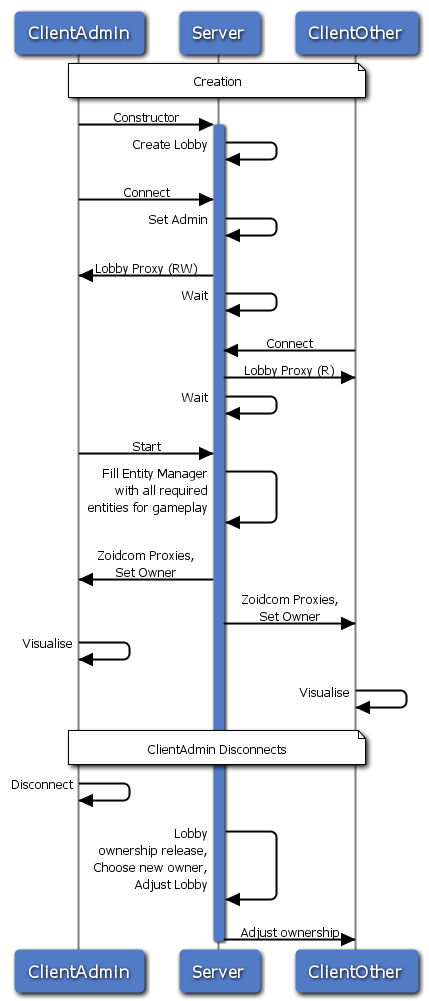 ClientAdmin Server ClientOther
Creation
Constructor
Create Lobby
Connect
Set Admin
Lobby Proxy (RW)
Wait
Connect
Lobby Proxy (R)
Wait
Start
Fill Entity Manager
with all required
entities for gameplay
Zoidcom Proxies,
Set Owner
Zoidcom Proxies,
Set Owner
Visualise
Visualise
ClientAdmin Disconnects
Disconnect
Lobby
ownership release,
Choose new owner,
Adjust Lobby
Adjust ownership
ClientAdmin Server ClientOther